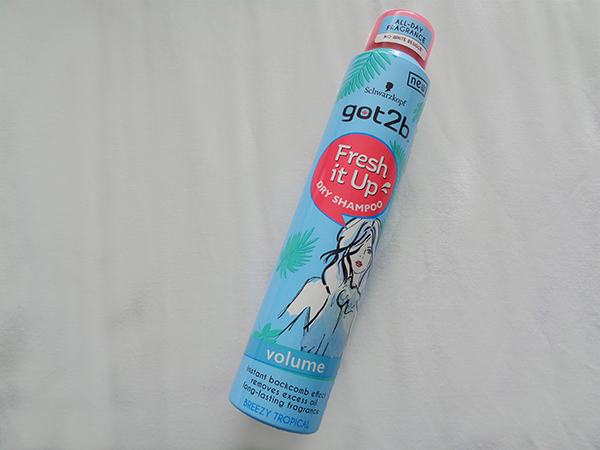 ALL-DAY
FRAGRANCE
NO WHITE RESIDUE
new
Schwarzkopf
got2b.
Fresh
it Up
DRY SHAMPOO
volume
instant backcomb effect
removes excess oil
long-lasting fragrance
BREEZY TROPICAL